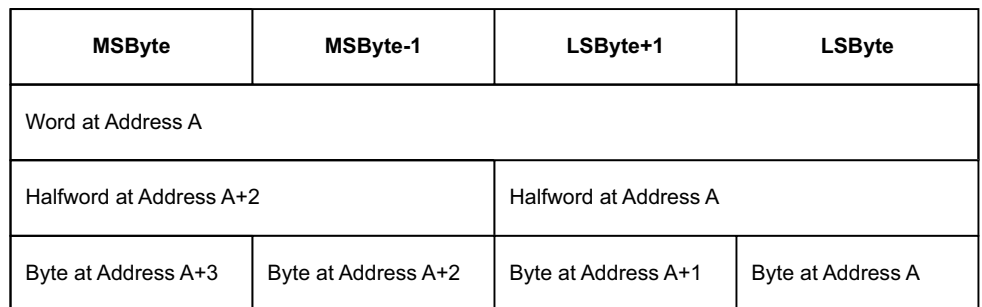 MSByte MSByte-1 LSByte+1 LSByte
Word at Address A
Halfword at Address A+2 Halfword at Address A
Byte at Address A+3 Byte at Address A+2 Byte at Address A+1 Byte at Address A